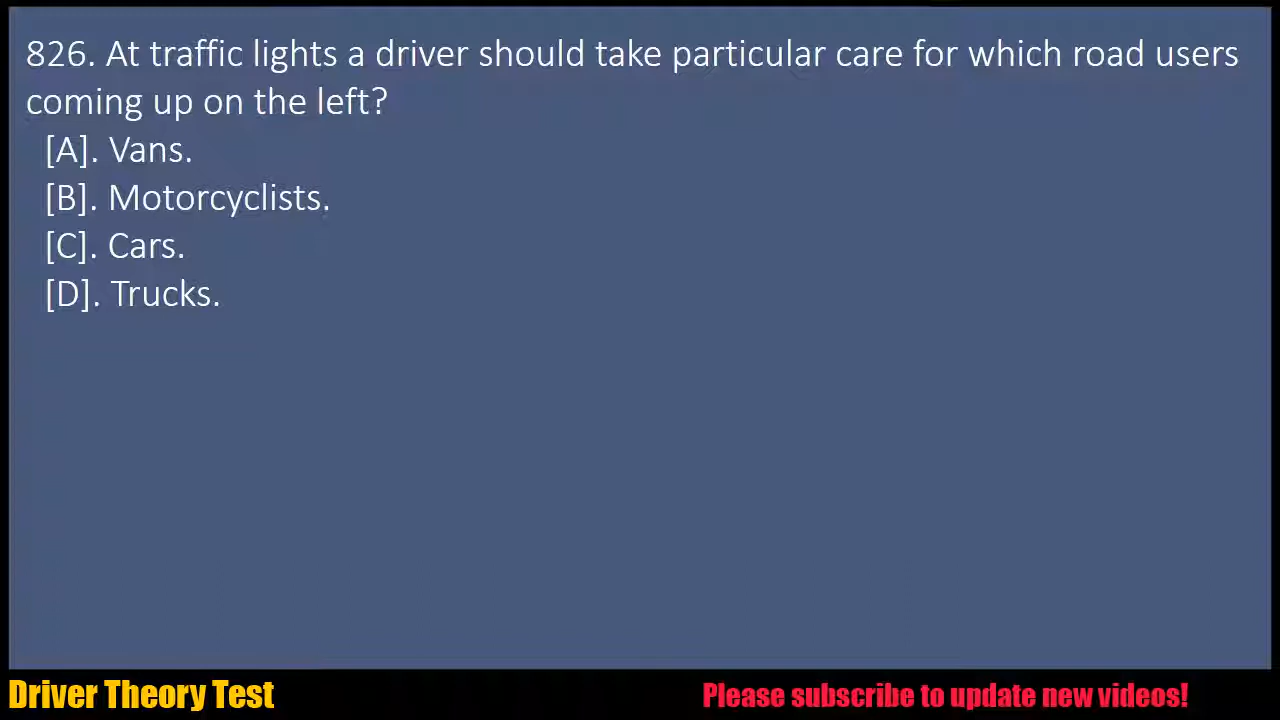 826. At traffic lights a driver should take particular care for which road users
coming up on the left?
[A]. Vans.
[B]. Motorcyclists.
[C]. Cars.
[D]. Trucks.
Driver Theory Test
Please subscribe to update new videos!